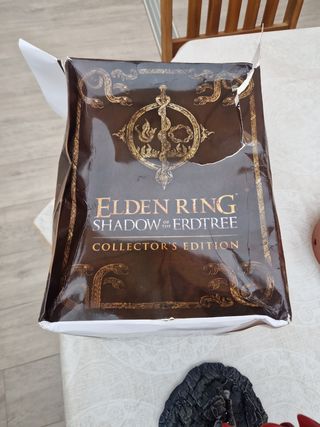 ELDEN RING
SHADOW OF THE ERDTREE
COLLECTOR'S EDITION